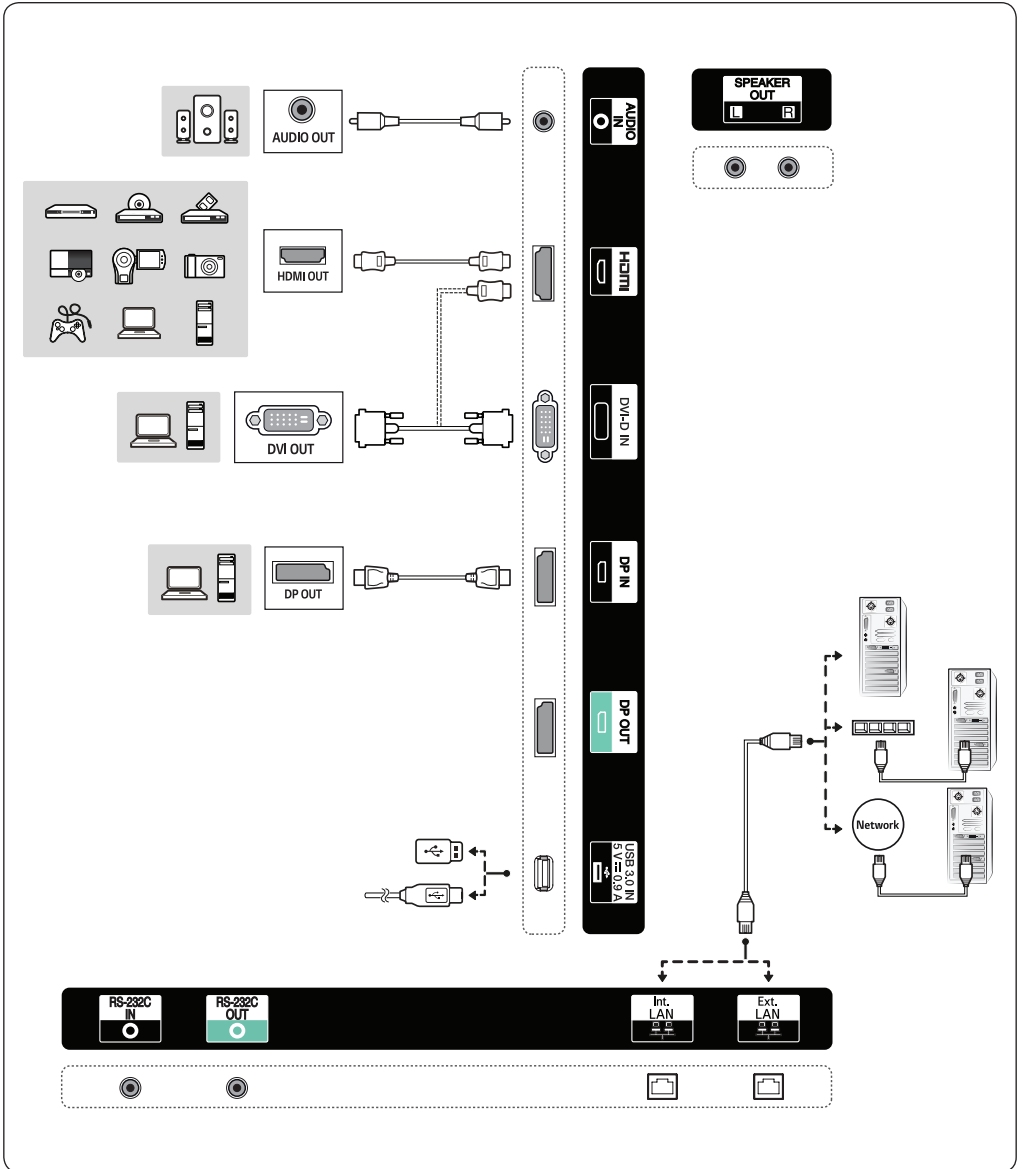 SPEAKER
OUT
L R
AUDIO OUT
AUDIO
IN
HDMI OUT
HDMI
DVI OUT
DVI-D IN
DP OUT
DP IN
DP OUT
USB 3.0 IN
5 V ⎓ 0.9 A
Network
RS-232C
IN
RS-232C
OUT
Int.
LAN
Ext.
LAN